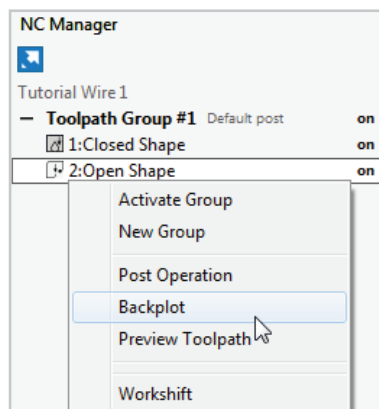 NC Manager
Tutorial Wire 1
Toolpath Group #1 Default post on
1:Closed Shape on
2:Open Shape on
Activate Group
New Group
Post Operation
Backplot
Preview Toolpath
Workshift